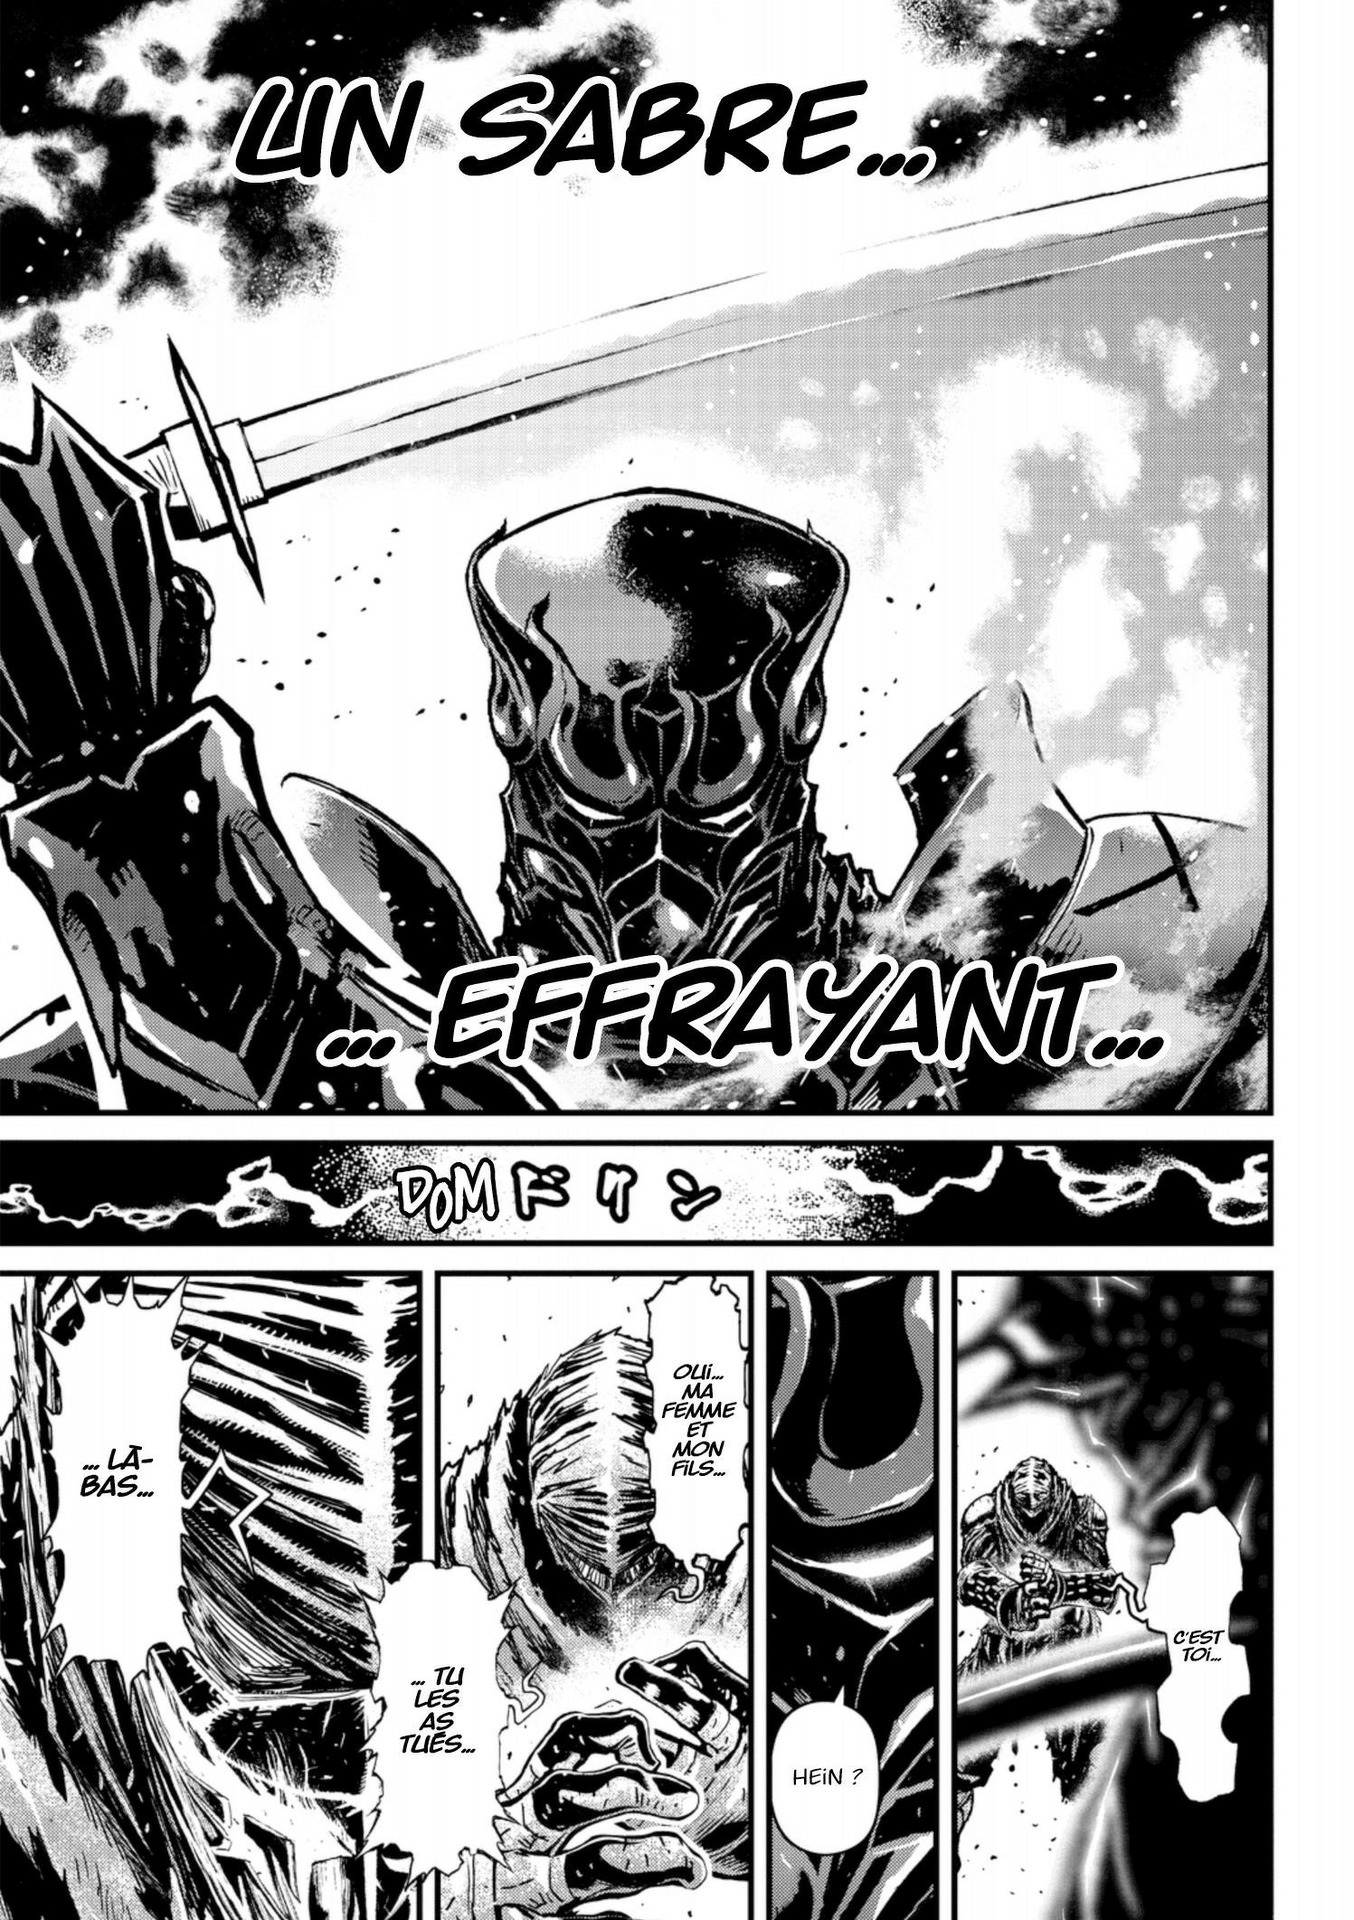 UN SABRE...
... EFFRAYANT...
DOM ドクン
C'EST
TOI...
HEIN ?
OUI...
MA
FEMME
ET
MON
FILS...
... TU
LES
AS
TUÉS...
... LÀ-
BAS...